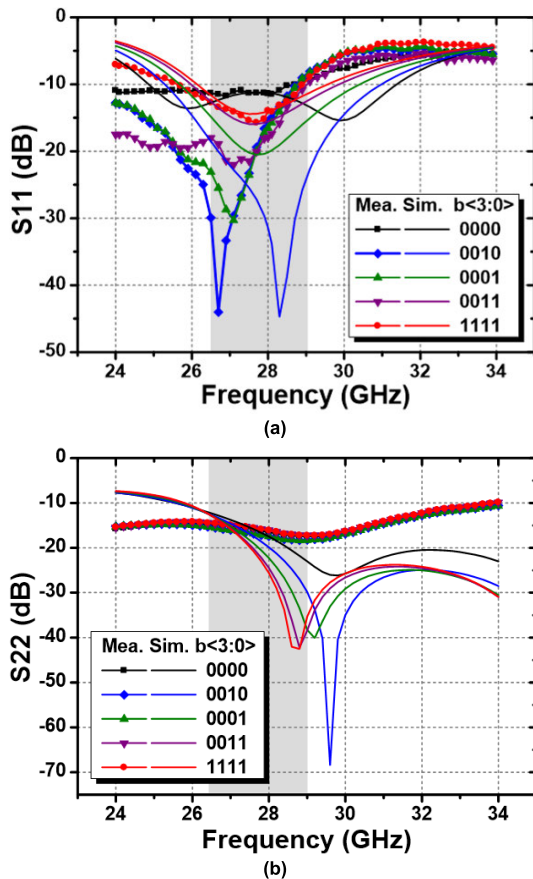 0
-10
-20
-30
-40
-50
S11 (dB)
Mea. Sim. b<3:0>
0000
0010
0001
0011
1111
24 26 28 30 32 34
Frequency (GHz)
(a)
0
-10
-20
-30
-40
-50
-60
-70
S22 (dB)
Mea. Sim. b<3:0>
0000
0010
0001
0011
1111
24 26 28 30 32 34
Frequency (GHz)
(b)